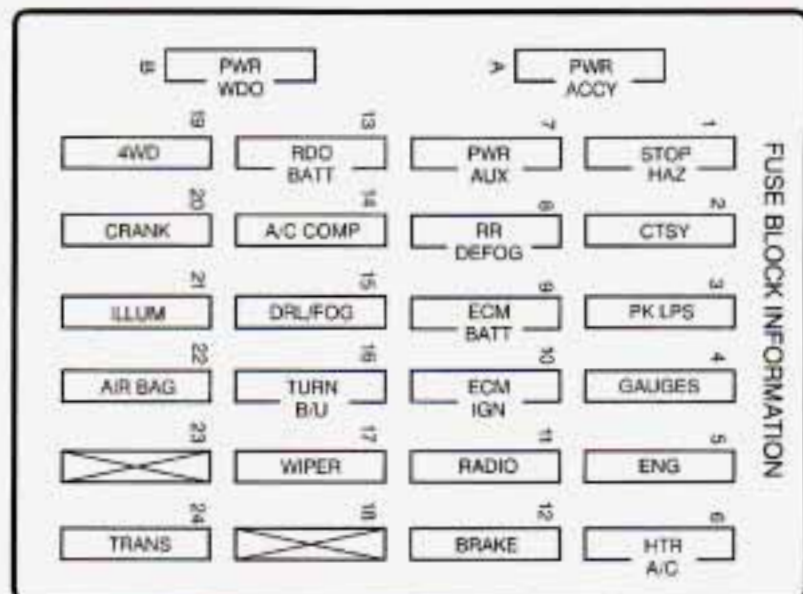 B
PWR
WDO
A
PWR
ACCY
19
4WD
13
RDO
BATT
7
PWR
AUX
1
STOP
HAZ
20
CRANK
14
A/C COMP
8
RR
DEFOG
2
CTSY
21
ILLUM
15
DRL/FOG
9
ECM
BATT
3
PK LPS
22
AIR BAG
16
TURN
B/U
10
ECM
IGN
4
GAUGES
23
17
WIPER
11
RADIO
5
ENG
24
TRANS
18
12
BRAKE
6
HTR
A/C
FUSE BLOCK INFORMATION